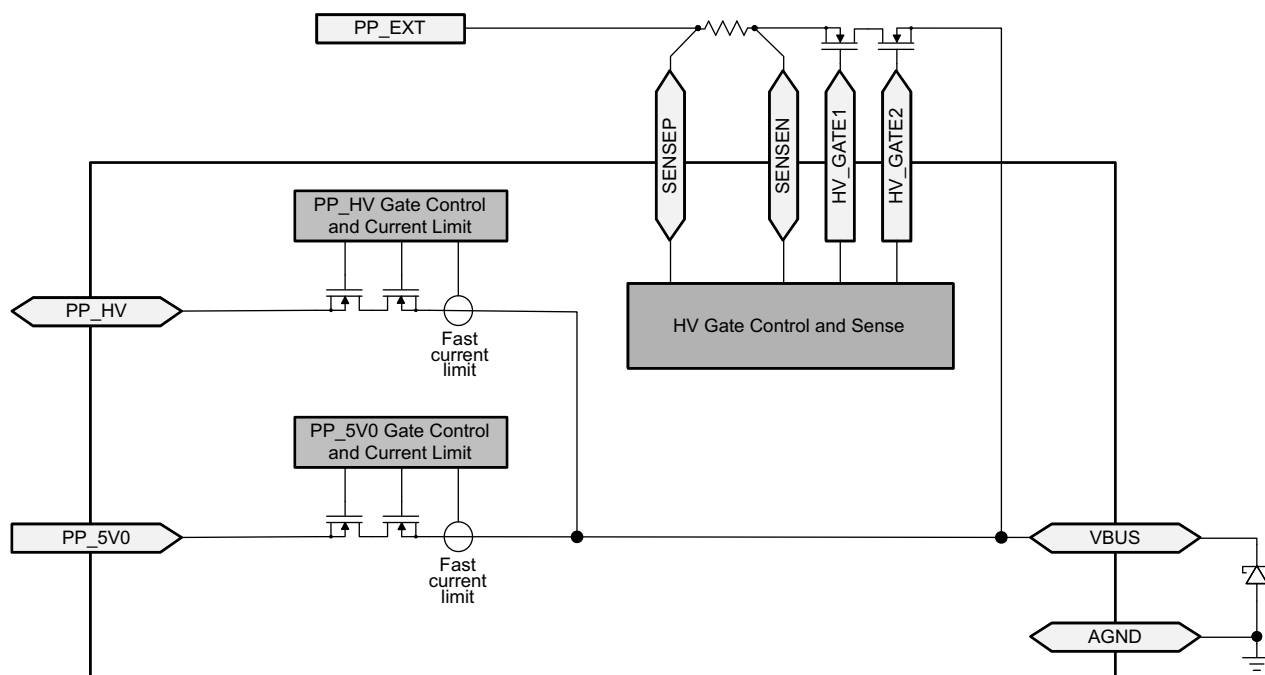 PP_EXT
SENSEP
SENSEN
HV_GATE1
HV_GATE2
PP_HV Gate Control
and Current Limit
PP_HV
HV Gate Control and Sense
Fast
current
limit
PP_5V0 Gate Control
and Current Limit
PP_5V0
VBUS
Fast
current
limit
AGND